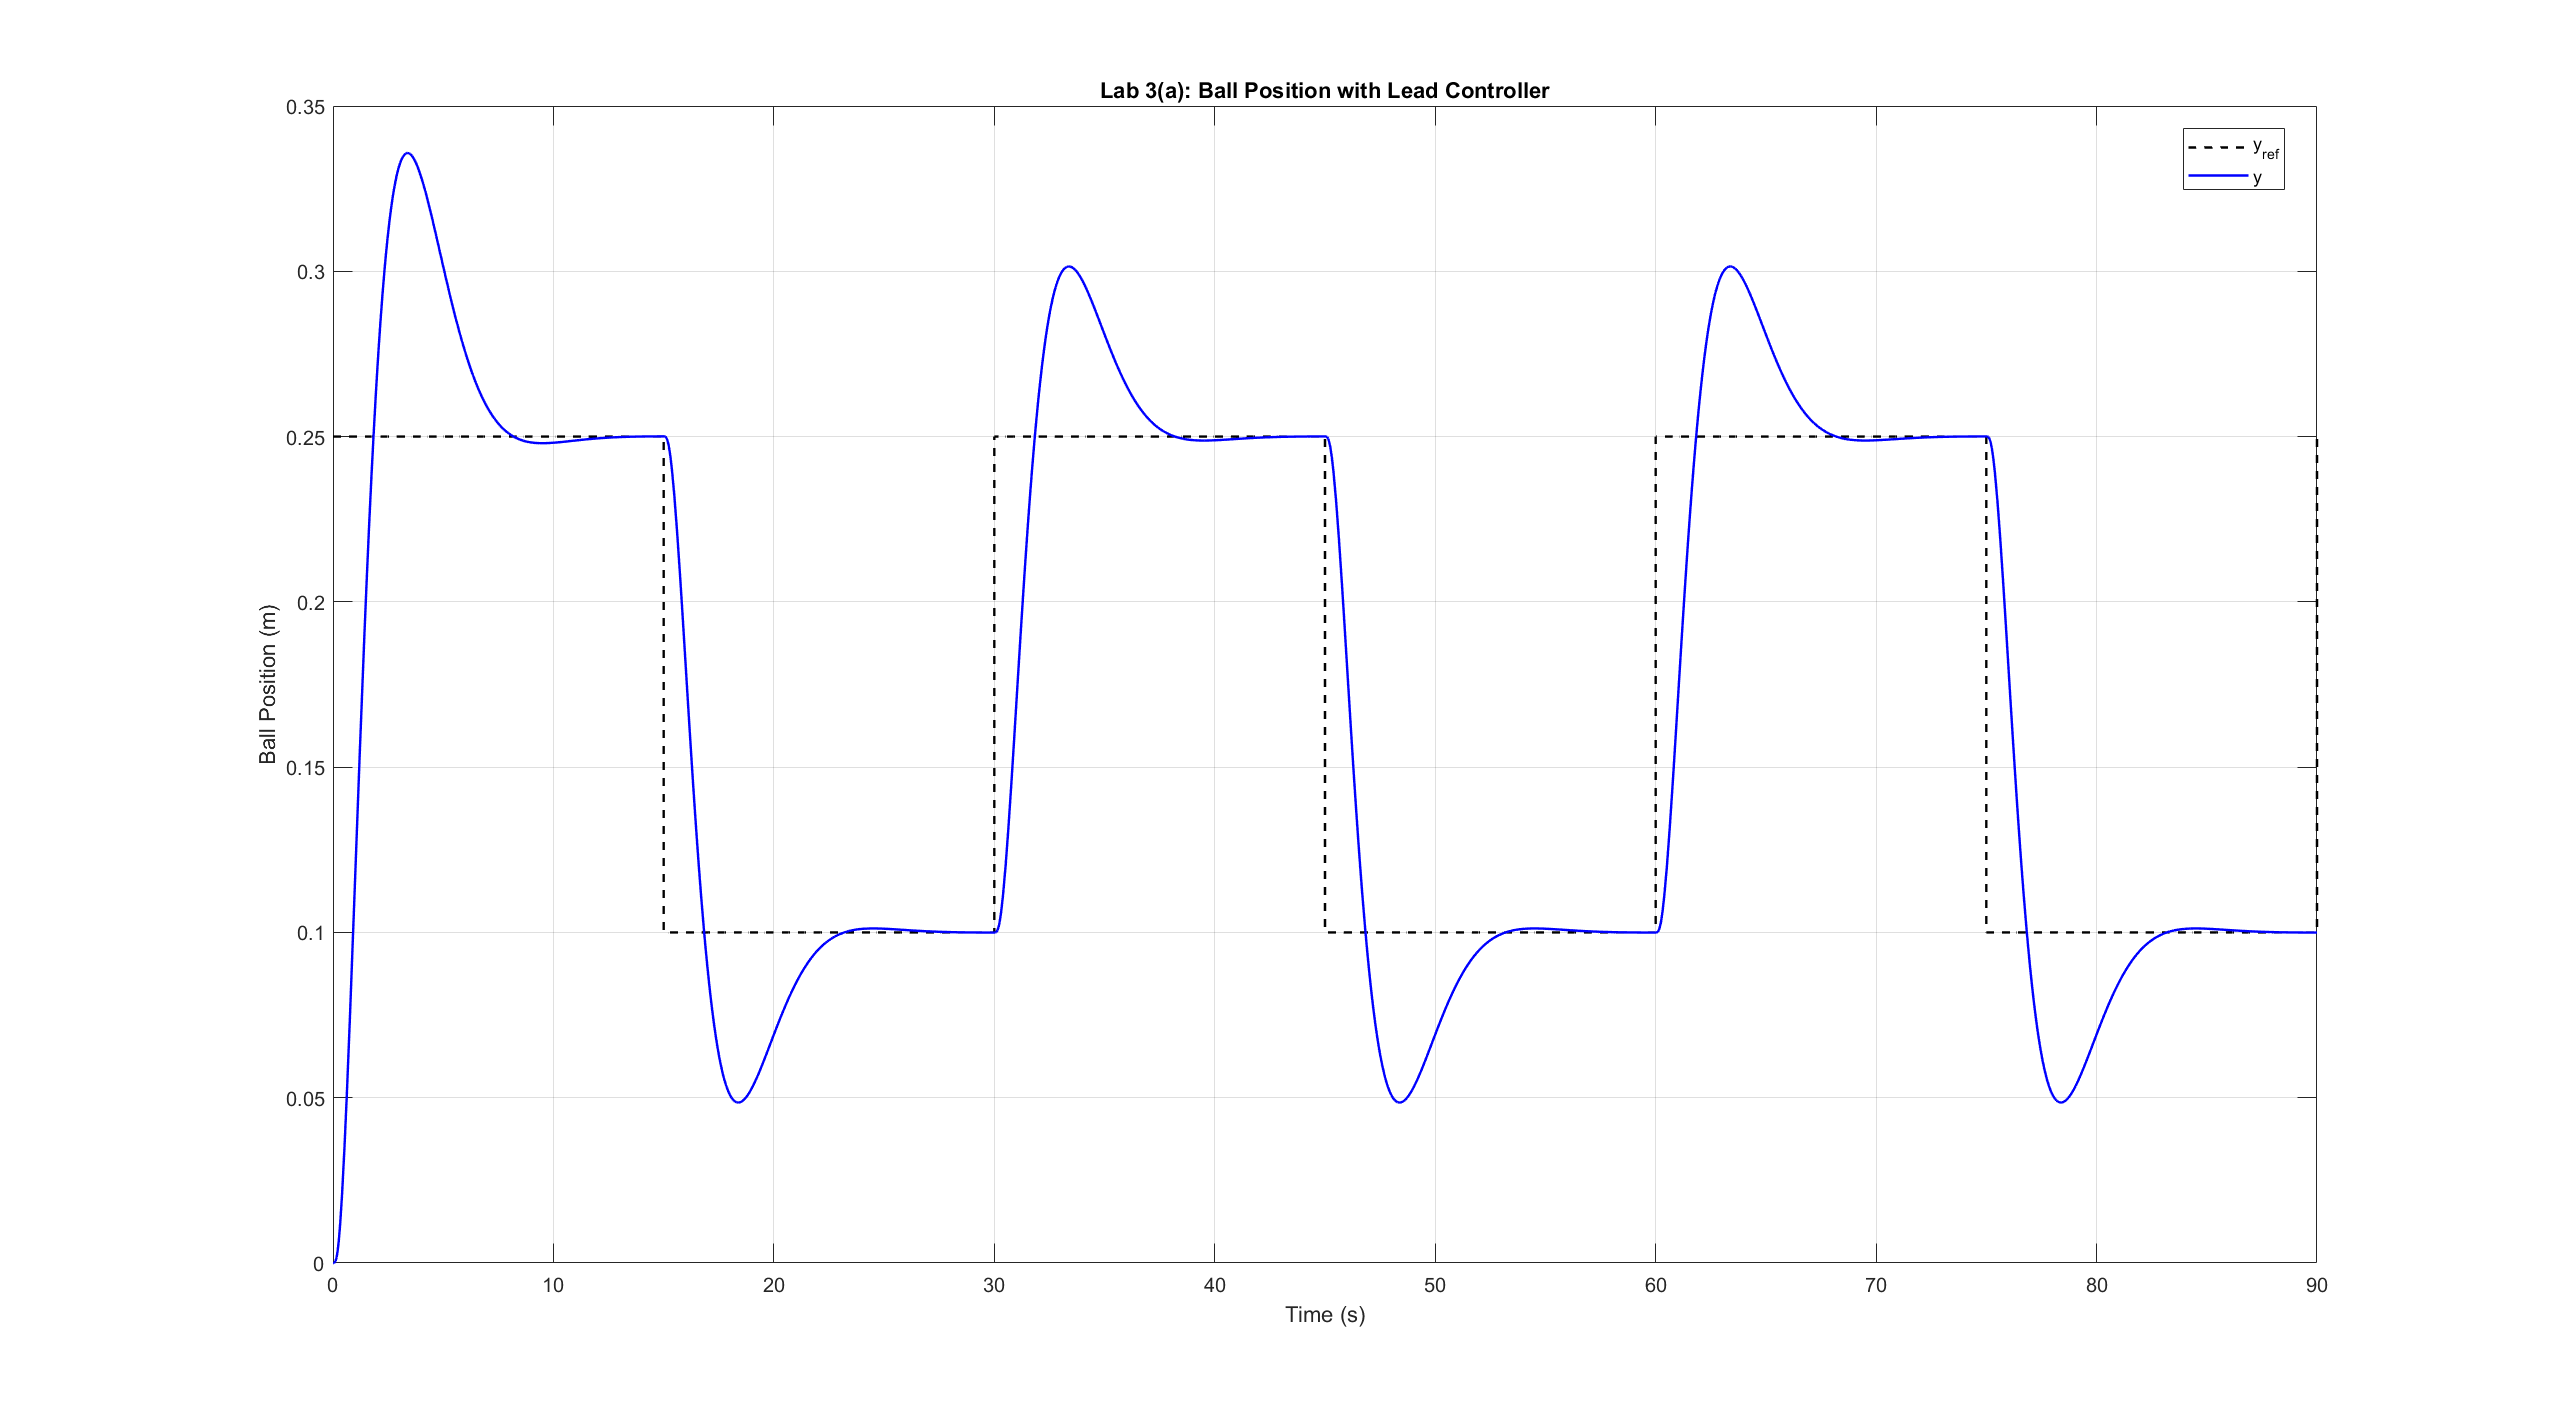 Lab 3(a): Ball Position with Lead Controller
y_ref
y
Ball Position (m)
0.35
0.3
0.25
0.2
0.15
0.1
0.05
0
0 10 20 30 40 50 60 70 80 90
Time (s)